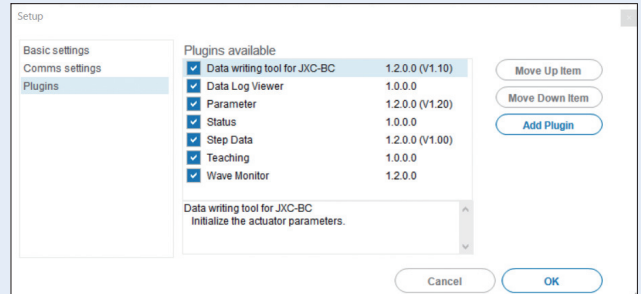 Setup
x
Basic settings
Comms settings
Plugins
Plugins available
Data writing tool for JXC-BC 1.2.0.0 (V1.10)
Data Log Viewer 1.0.0.0
Parameter 1.2.0.0 (V1.20)
Status 1.0.0.0
Step Data 1.2.0.0 (V1.00)
Teaching 1.0.0.0
Wave Monitor 1.2.0.0
Data writing tool for JXC-BC
Initialize the actuator parameters.
Move Up Item
Move Down Item
Add Plugin
Cancel
OK